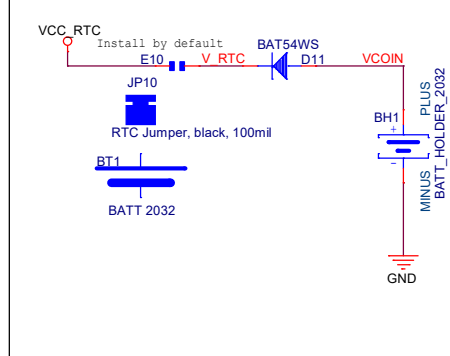 VCC_RTC
Install by default
E10
V_RTC
BAT54WS
D11
VCOIN
JP10
RTC Jumper, black, 100mil
BT1
BATT 2032
BH1
+
-
PLUS
MINUS
BATT_HOLDER_2032
GND